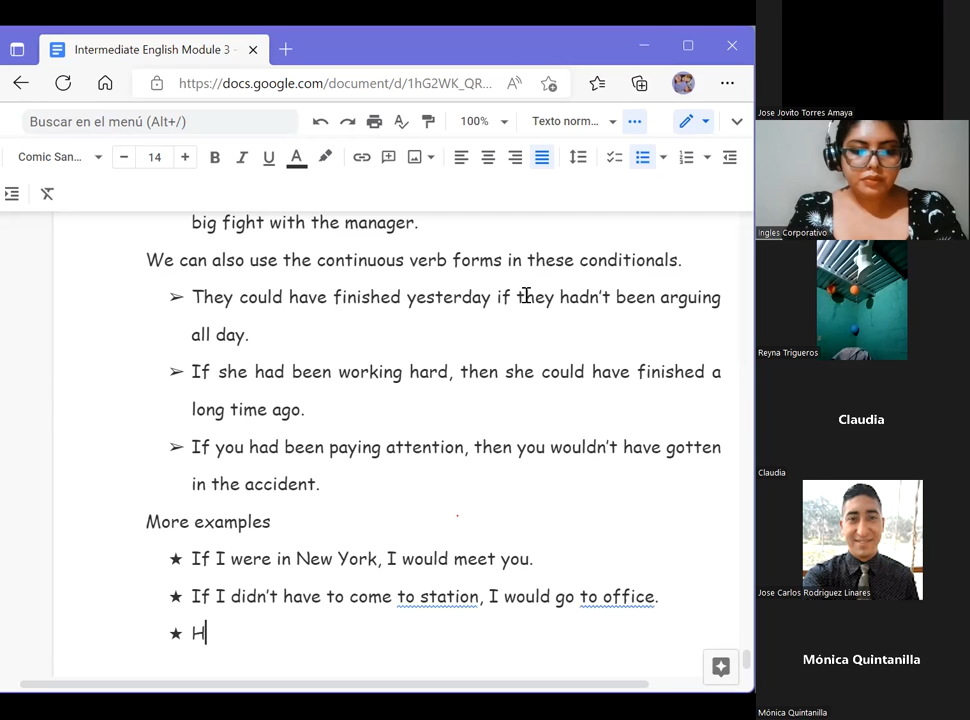 Intermediate English Module 3 -
https://docs.google.com/document/d/1hG2WK_QR...
Buscar en el menú (Alt+/)
100%
Texto norm...
Comic San...
14
big fight with the manager.
We can also use the continuous verb forms in these conditionals.
➢ They could have finished yesterday if they hadn't been arguing
all day.
➢ If she had been working hard, then she could have finished a
long time ago.
➢ If you had been paying attention, then you wouldn't have gotten
in the accident.
More examples
★ If I were in New York, I would meet you.
★ If I didn't have to come to station, I would go to office.
★ H
Jose Jovito Torres Amaya
Ingles Corporativo
Reyna Trigueros
Claudia
Claudia
Jose Carlos Rodriguez Linares
Mónica Quintanilla
Mónica Quintanilla